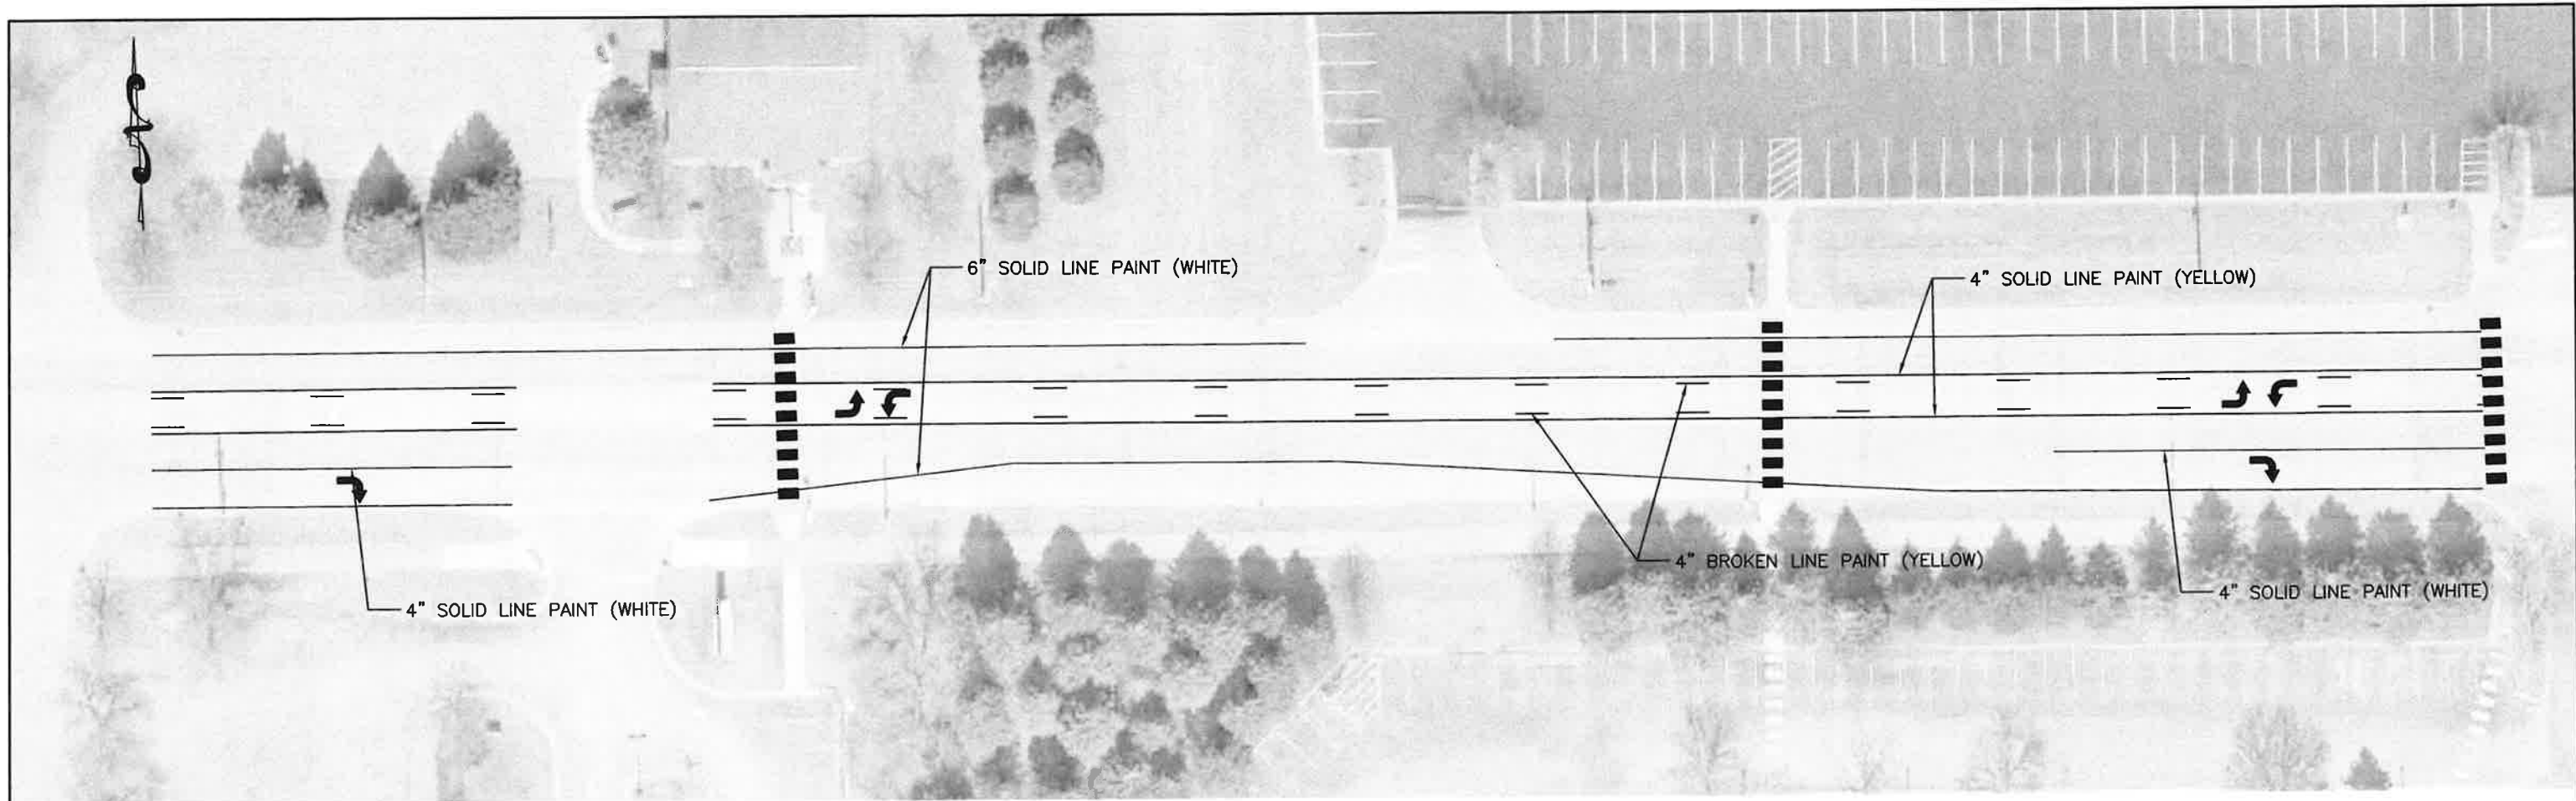 6" SOLID LINE PAINT (WHITE)
4" SOLID LINE PAINT (YELLOW)
4" BROKEN LINE PAINT (YELLOW)
4" SOLID LINE PAINT (WHITE)
4" SOLID LINE PAINT (WHITE)